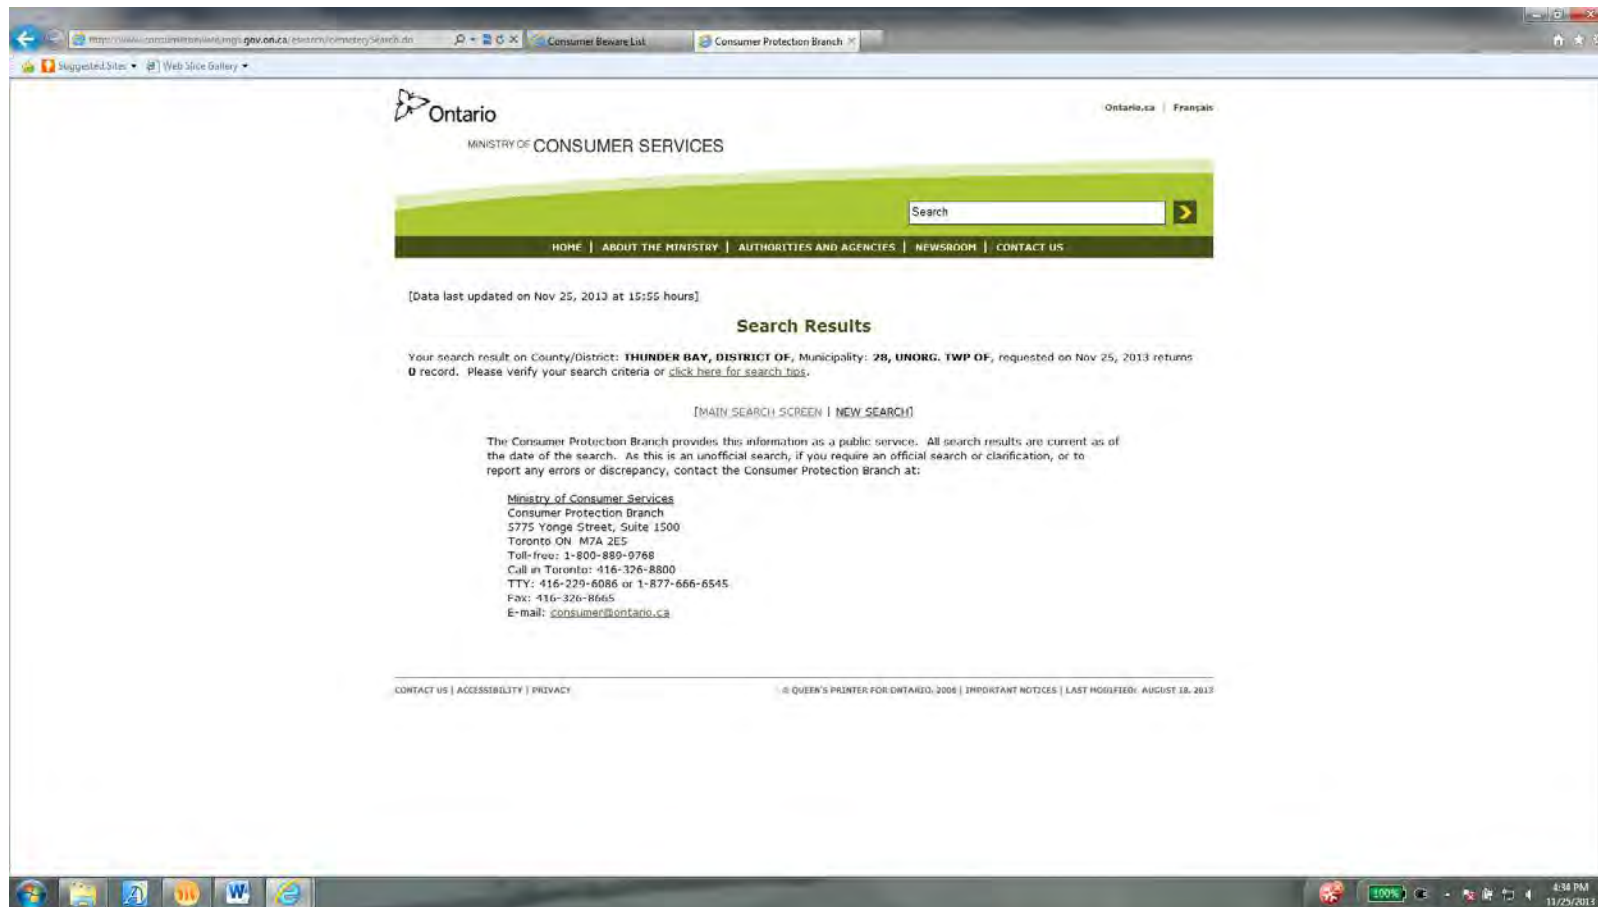 gov.on.ca
Consumer Beware List
Consumer Protection Branch
Suggested Sites
Web Slice Gallery
Ontario
Ontario.ca | Français
MINISTRY OF CONSUMER SERVICES
Search
HOME | ABOUT THE MINISTRY | AUTHORITIES AND AGENCIES | NEWSROOM | CONTACT US
[Data last updated on Nov 25, 2013 at 15:55 hours]
Search Results
Your search result on County/District: THUNDER BAY, DISTRICT OF, Municipality: 28, UNORG. TWP OF, requested on Nov 25, 2013 returns
0 record. Please verify your search criteria or click here for search tips.
[MAIN SEARCH SCREEN | NEW SEARCH]
The Consumer Protection Branch provides this information as a public service. All search results are current as of
the date of the search. As this is an unofficial search, if you require an official search or clarification, or to
report any errors or discrepancy, contact the Consumer Protection Branch at:
Ministry of Consumer Services
Consumer Protection Branch
5775 Yonge Street, Suite 1500
Toronto ON M7A 2E5
Toll-free: 1-800-889-9768
Call in Toronto: 416-326-8800
TTY: 416-229-6086 or 1-877-666-6545
Fax: 416-326-8665
E-mail: consumer@ontario.ca
CONTACT US | ACCESSIBILITY | PRIVACY
© QUEEN'S PRINTER FOR ONTARIO, 2008 | IMPORTANT NOTICES | LAST MODIFIED: AUGUST 18, 2013
100%
4:34 PM
11/25/2013